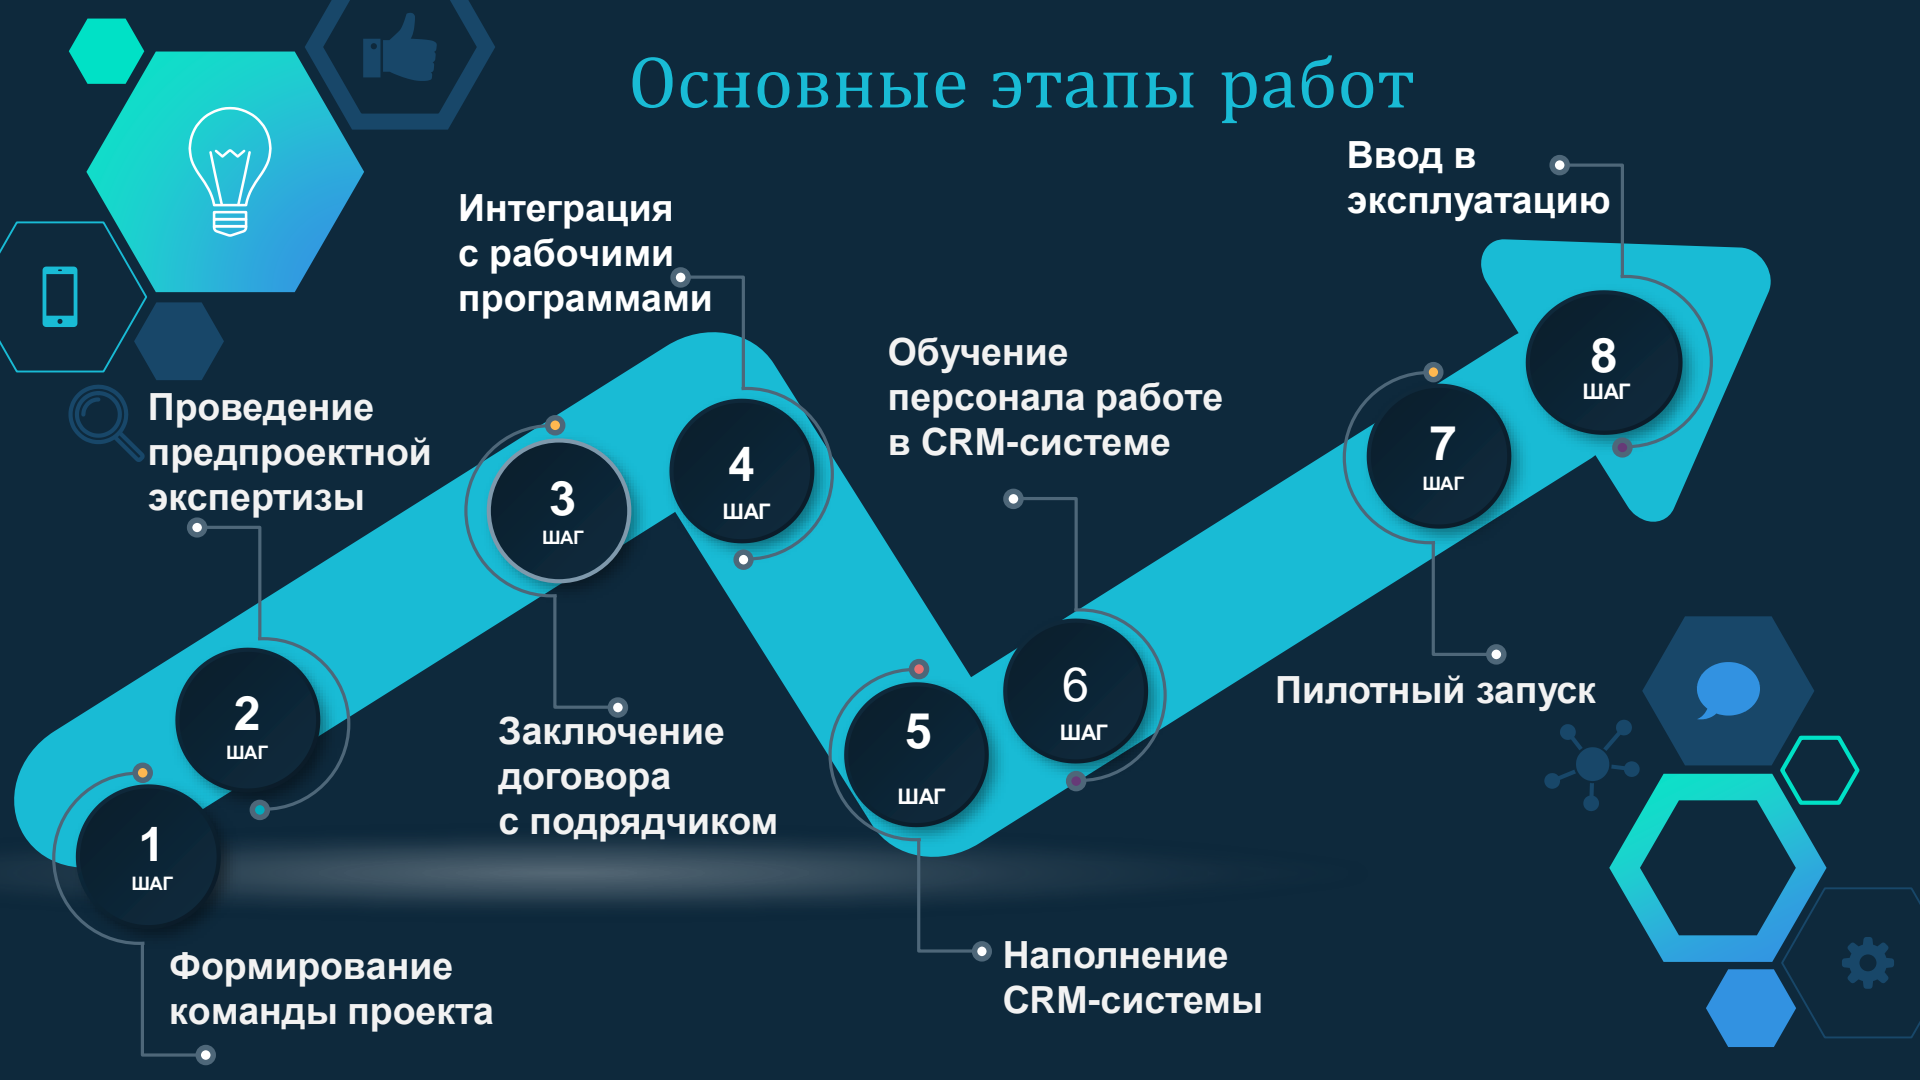 Основные этапы работ
Ввод в
эксплуатацию
Интеграция
с рабочими
программами
Обучение
персонала работе
в CRM-системе
Проведение
предпроектной
экспертизы
8
ШАГ
7
ШАГ
4
ШАГ
3
ШАГ
6
ШАГ
2
ШАГ
5
ШАГ
1
ШАГ
Пилотный запуск
Заключение
договора
с подрядчиком
Формирование
команды проекта
Наполнение
CRM-системы